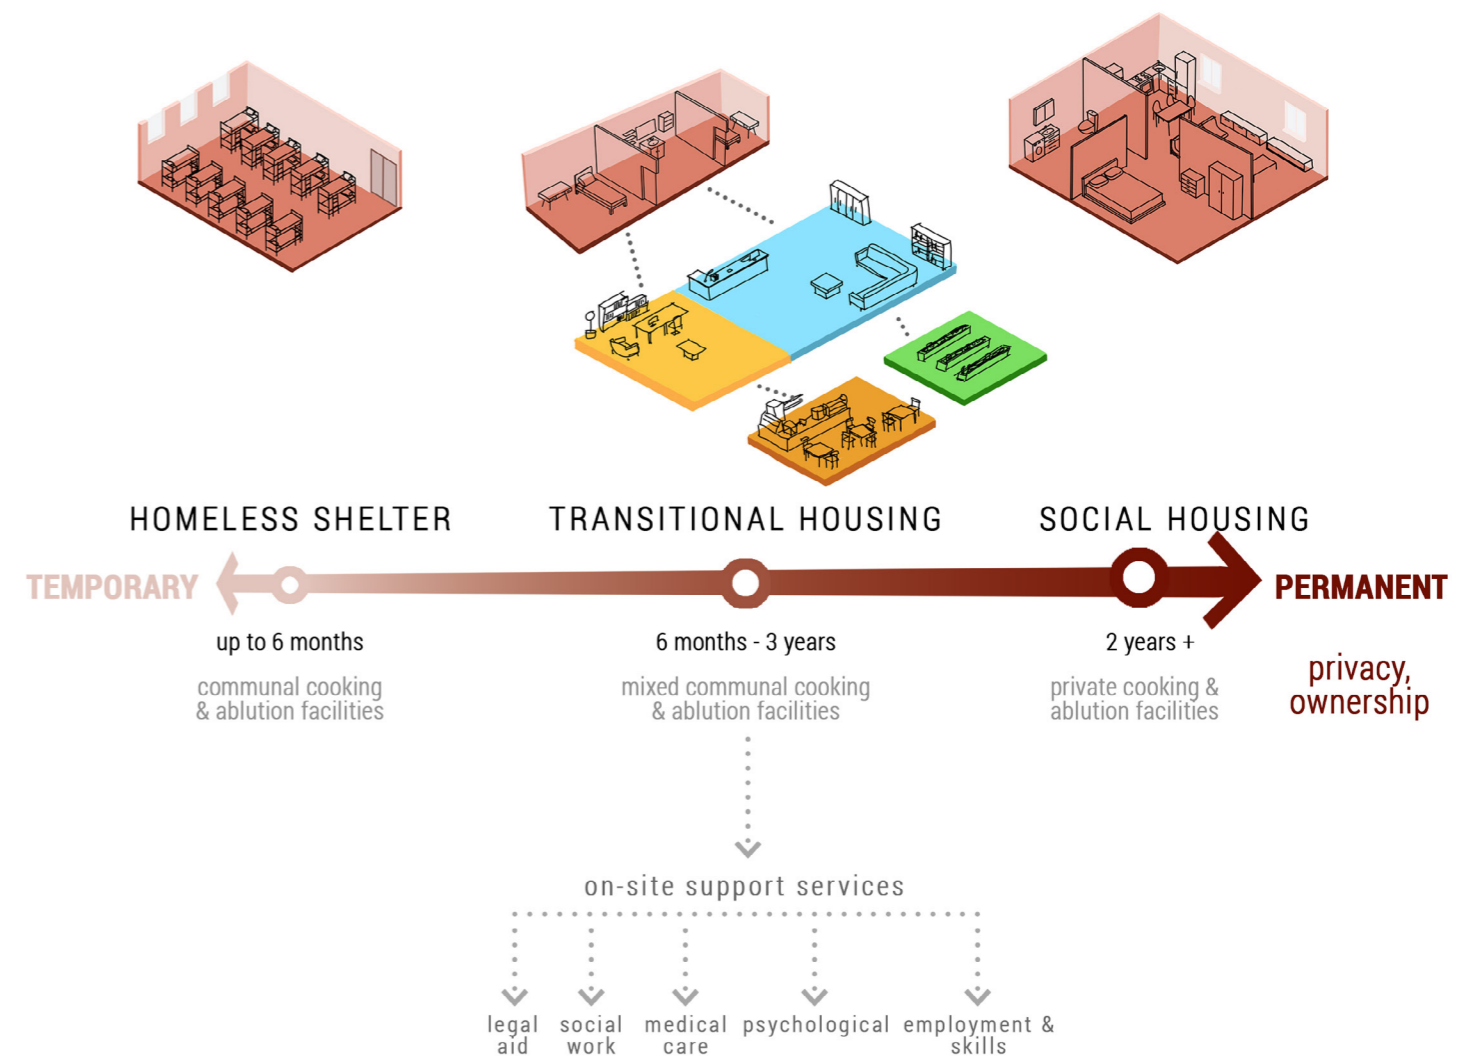 HOMELESS SHELTER
TRANSITIONAL HOUSING
SOCIAL HOUSING
TEMPORARY
PERMANENT
up to 6 months
6 months - 3 years
2 years +
communal cooking
& ablution facilities
mixed communal cooking
& ablution facilities
private cooking &
ablution facilities
privacy,
ownership
on-site support services
legal
aid
social
work
medical
care
psychological
employment &
skills